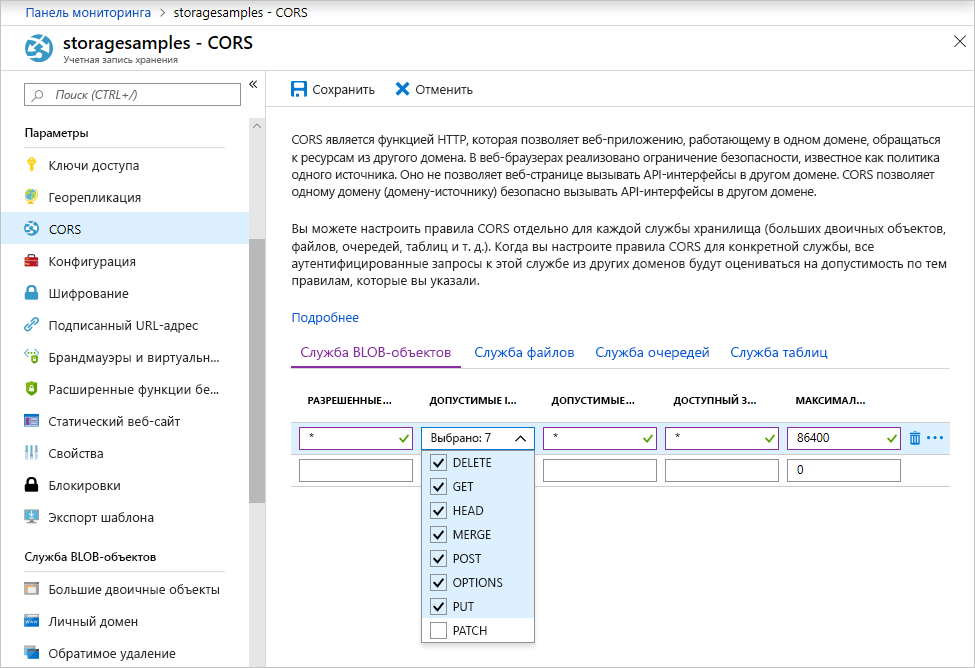 Панель мониторинга > storagesamples - CORS
storagesamples - CORS
Учетная запись хранения
Поиск (CTRL+/)
«
Параметры
Ключи доступа
Георепликация
CORS
Конфигурация
Шифрование
Подписанный URL-адрес
Брандмауэры и виртуальн...
Расширенные функции бе...
Статический веб-сайт
Свойства
Блокировки
Экспорт шаблона
Служба BLOB-объектов
Большие двоичные объекты
Личный домен
Обратимое удаление
Сохранить
Отменить
CORS является функцией HTTP, которая позволяет веб-приложению, работающему в одном домене, обращаться
к ресурсам из другого домена. В веб-браузерах реализовано ограничение безопасности, известное как политика
одного источника. Оно не позволяет веб-странице вызывать API-интерфейсы в другом домене. CORS позволяет
одному домену (домену-источнику) безопасно вызывать API-интерфейсы в другом домене.
Вы можете настроить правила CORS отдельно для каждой службы хранилища (больших двоичных объектов,
файлов, очередей, таблиц и т. д.). Когда вы настроите правила CORS для конкретной службы, все
аутентифицированные запросы к этой службе из других доменов будут оцениваться на допустимость по тем
правилам, которые вы указали.
Подробнее
Служба BLOB-объектов Служба файлов Служба очередей Служба таблиц
РАЗРЕШЕННЫЕ... ДОПУСТИМЫЕ I... ДОПУСТИМЫЕ... ДОСТУПНЫЙ З... МАКСИМАЛ...
* Выбрано: 7 * * 86400
0
DELETE
GET
HEAD
MERGE
POST
OPTIONS
PUT
PATCH